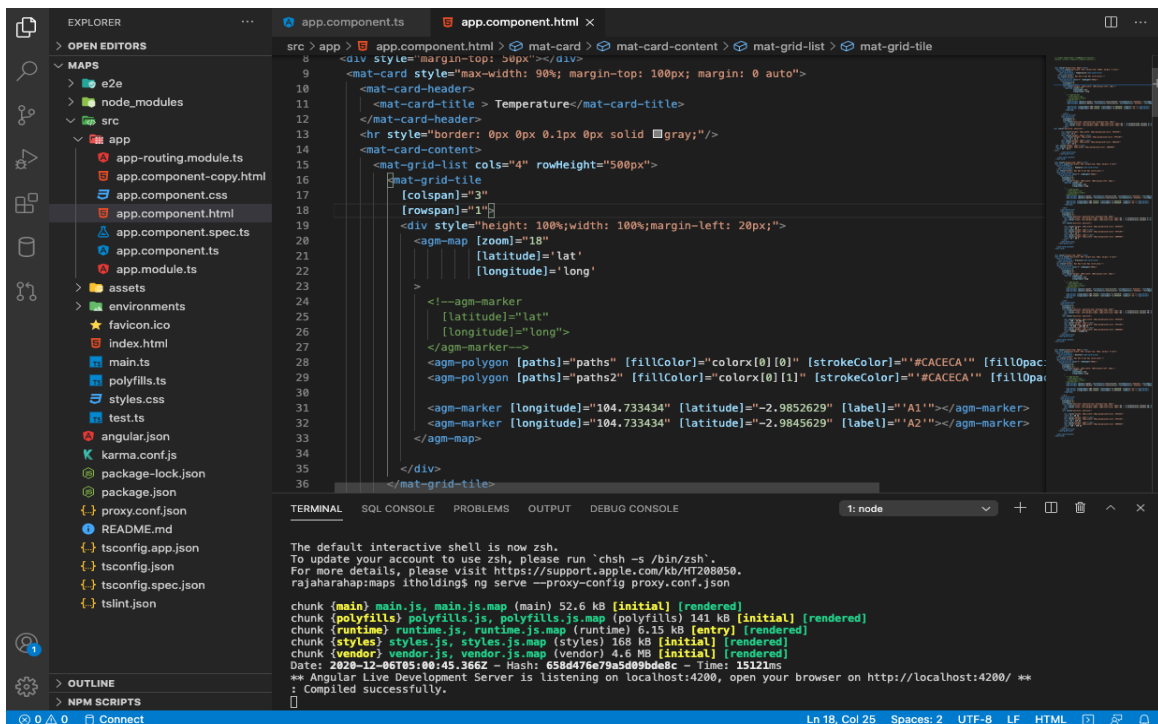 EXPLORER
···
OPEN EDITORS
MAPS
e2e
node_modules
src
app
app-routing.module.ts
app.component-copy.html
app.component.css
app.component.html
app.component.spec.ts
app.component.ts
app.module.ts
assets
environments
favicon.ico
index.html
main.ts
polyfills.ts
styles.css
test.ts
angular.json
karma.conf.js
package-lock.json
package.json
proxy.conf.json
README.md
tsconfig.app.json
tsconfig.json
tsconfig.spec.json
tslint.json
OUTLINE
NPM SCRIPTS
app.component.ts
app.component.html ×
src > app > app.component.html > mat-card > mat-card-content > mat-grid-list > mat-grid-tile
8 <div style="margin-top: 50px"></div>
9 <mat-card style="max-width: 90%; margin-top: 100px; margin: 0 auto">
10 <mat-card-header>
11 <mat-card-title > Temperature</mat-card-title>
12 </mat-card-header>
13 <hr style="border: 0px 0px 0.1px 0px solid gray;"/>
14 <mat-card-content>
15 <mat-grid-list cols="4" rowHeight="500px">
16 <mat-grid-tile
17 [colspan]="3"
18 [rowspan]="1">
19 <div style="height: 100%;width: 100%;margin-left: 20px;">
20 <agm-map [zoom]="18"
21 [latitude]='lat'
22 [longitude]='long'
23 >
24 <!--agm-marker
25 [latitude]="lat"
26 [longitude]="long">
27 </agm-marker-->
28 <agm-polygon [paths]="paths" [fillColor]="colorx[0][0]" [strokeColor]="'#CACECA'" [fillOpac
29 <agm-polygon [paths]="paths2" [fillColor]="colorx[0][1]" [strokeColor]="'#CACECA'" [fillOpac
30
31 <agm-marker [longitude]="104.733434" [latitude]="-2.9852629" [label]="'A1'"></agm-marker>
32 <agm-marker [longitude]="104.733434" [latitude]="-2.9845629" [label]="'A2'"></agm-marker>
33 </agm-map>
34
35 </div>
36 </mat-grid-tile>
TERMINAL SQL CONSOLE PROBLEMS OUTPUT DEBUG CONSOLE 1: node
The default interactive shell is now zsh.
To update your account to use zsh, please run `chsh -s /bin/zsh`.
For more details, please visit https://support.apple.com/kb/HT208050.
rajaharahap:maps itholding$ ng serve --proxy-config proxy.conf.json
chunk {main} main.js, main.js.map (main) 52.6 kB [initial] [rendered]
chunk {polyfills} polyfills.js, polyfills.js.map (polyfills) 141 kB [initial] [rendered]
chunk {runtime} runtime.js, runtime.js.map (runtime) 6.15 kB [entry] [rendered]
chunk {styles} styles.js, styles.js.map (styles) 168 kB [initial] [rendered]
chunk {vendor} vendor.js, vendor.js.map (vendor) 4.6 MB [initial] [rendered]
Date: 2020-12-06T05:00:45.366Z - Hash: 658d476e79a5d09bde8c - Time: 15121ms
** Angular Live Development Server is listening on localhost:4200, open your browser on http://localhost:4200/ **
: Compiled successfully.
1
0 0 Connect
Ln 18, Col 25 Spaces: 2 UTF-8 LF HTML